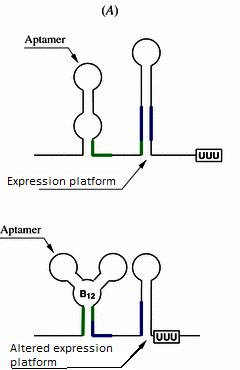 (A)
Aptamer
UUU
Expression platform
Aptamer
B12
UUU
Altered expression
platform